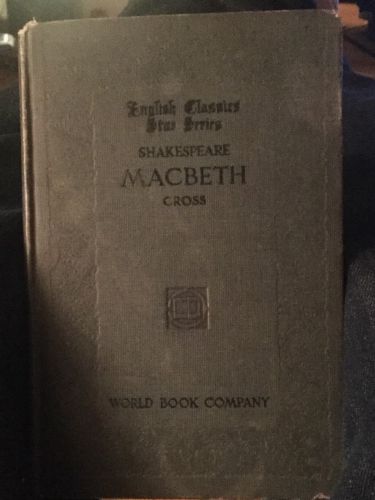 English Classics
Star Series
SHAKESPEARE
MACBETH
CROSS
WORLD BOOK COMPANY